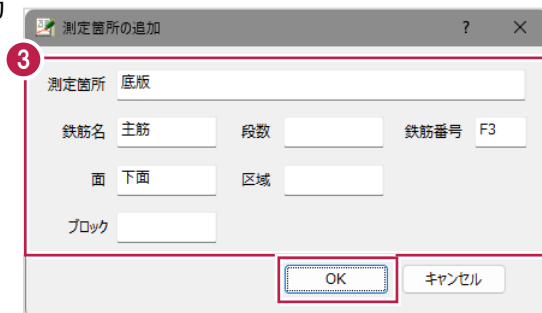 測定箇所の追加 ? ×
3
測定箇所 底版
鉄筋名 主筋 段数 鉄筋番号 F3
面 下面 区域
ブロック
OK キャンセル